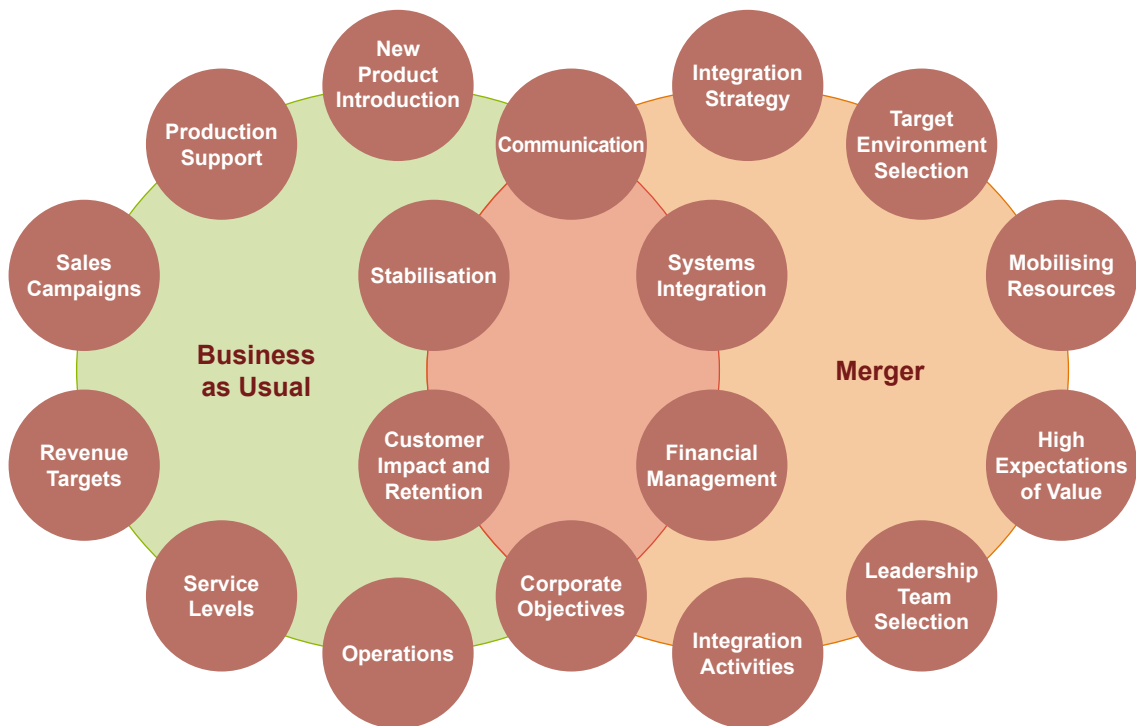 New
Product
Introduction
Integration
Strategy
Production
Support
Communication
Target
Environment
Selection
Sales
Campaigns
Stabilisation
Systems
Integration
Mobilising
Resources
Business
as Usual
Merger
Revenue
Targets
Customer
Impact and
Retention
Financial
Management
High
Expectations
of Value
Service
Levels
Corporate
Objectives
Leadership
Team
Selection
Operations
Integration
Activities